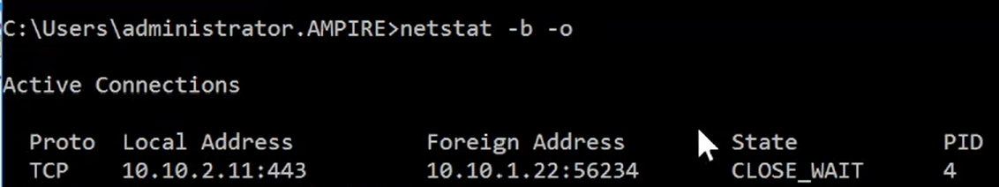 C:\Users\administrator.AMPIRE>netstat -b -o
Active Connections
Proto Local Address Foreign Address State PID
TCP 10.10.2.11:443 10.10.1.22:56234 CLOSE_WAIT 4